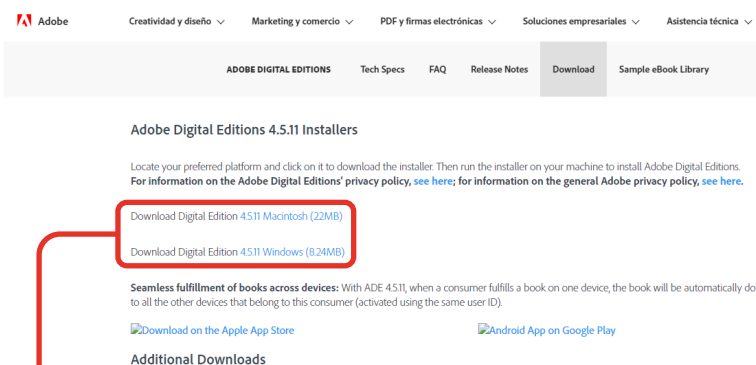 Adobe Creatividad y diseño Marketing y comercio PDF y firmas electrónicas Soluciones empresariales Asistencia técnica
ADOBE DIGITAL EDITIONS Tech Specs FAQ Release Notes Download Sample eBook Library
Adobe Digital Editions 4.5.11 Installers
Locate your preferred platform and click on it to download the installer. Then run the installer on your machine to install Adobe Digital Editions.
For information on the Adobe Digital Editions' privacy policy, see here; for information on the general Adobe privacy policy, see here.
Download Digital Edition 4.5.11 Macintosh (22MB)
Download Digital Edition 4.5.11 Windows (8.24MB)
Seamless fulfillment of books across devices: With ADE 4.5.11, when a consumer fulfills a book on one device, the book will be automatically do
to all the other devices that belong to this consumer (activated using the same user ID).
Download on the Apple App Store Android App on Google Play
Additional Downloads